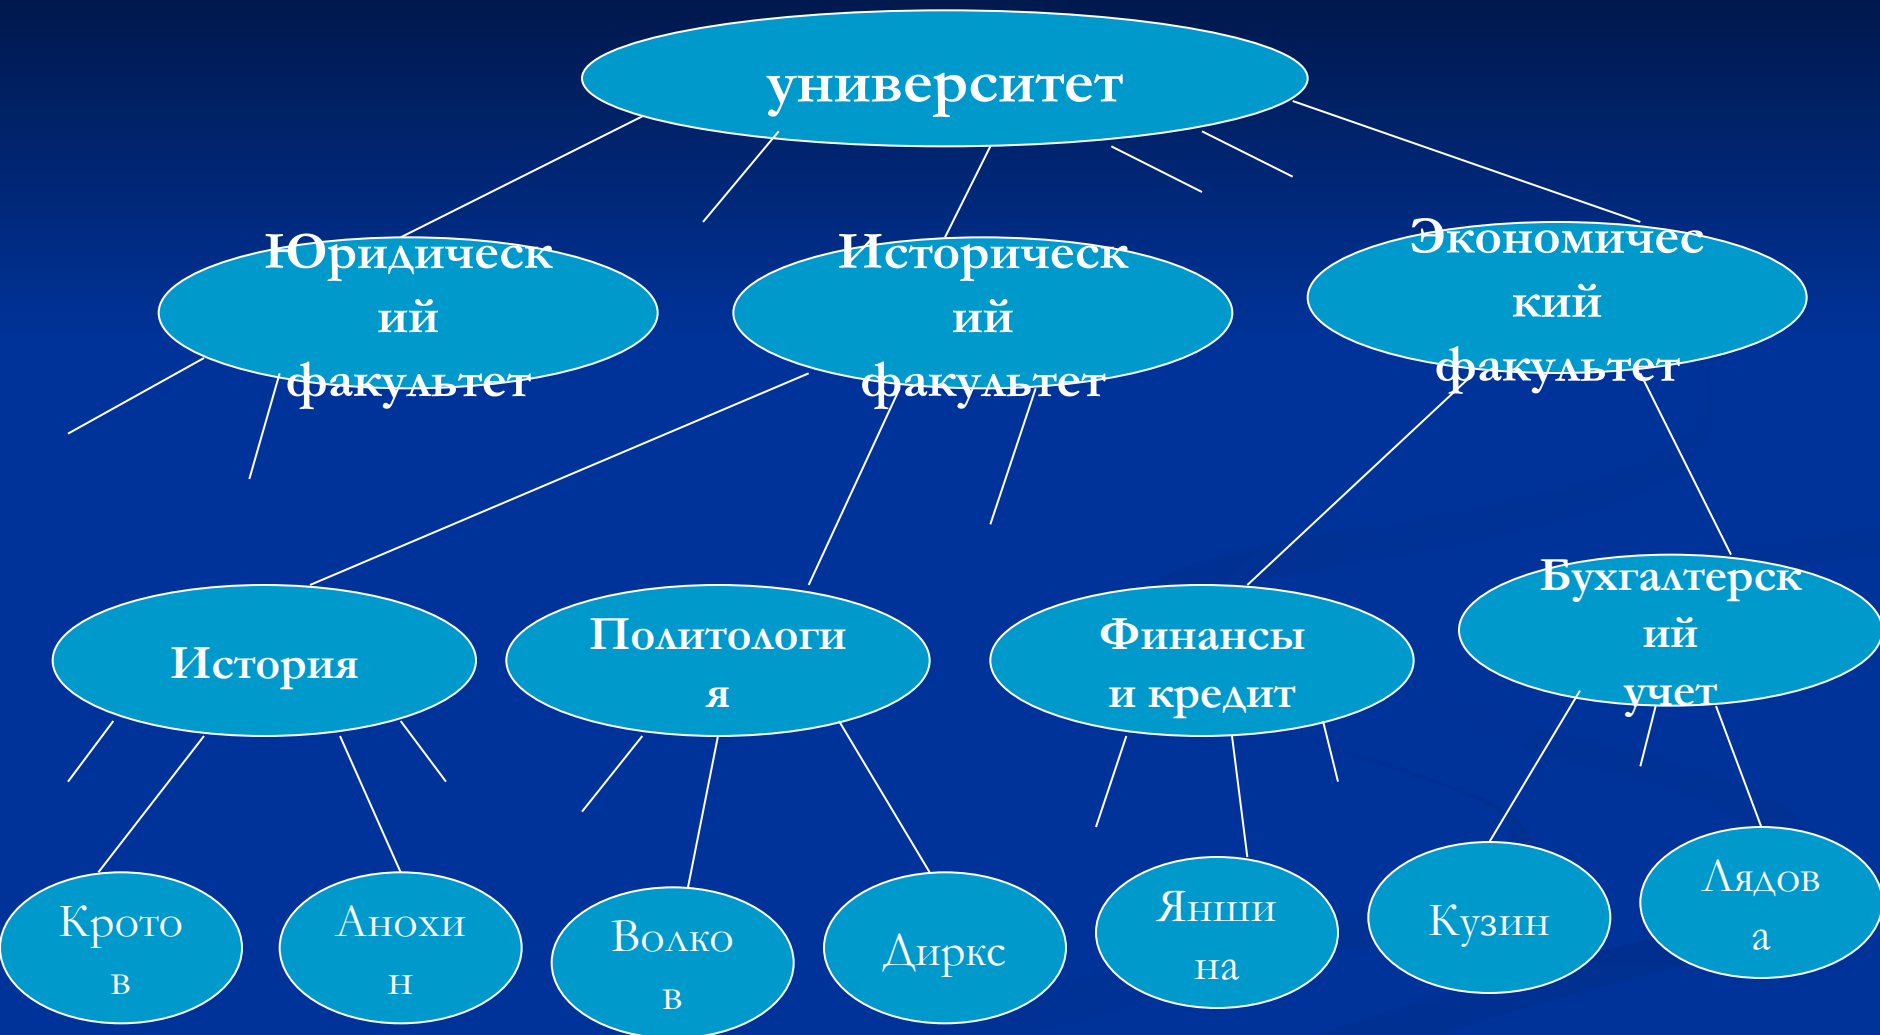 университет
Юридическ
ий
факультет
Историческ
ий
факультет
Экономичес
кий
факультет
История
Политологи
я
Финансы
и кредит
Бухгалтерск
ий
учет
Крото
в
Анохи
н
Волко
в
Диркс
Янши
на
Кузин
Лядов
а